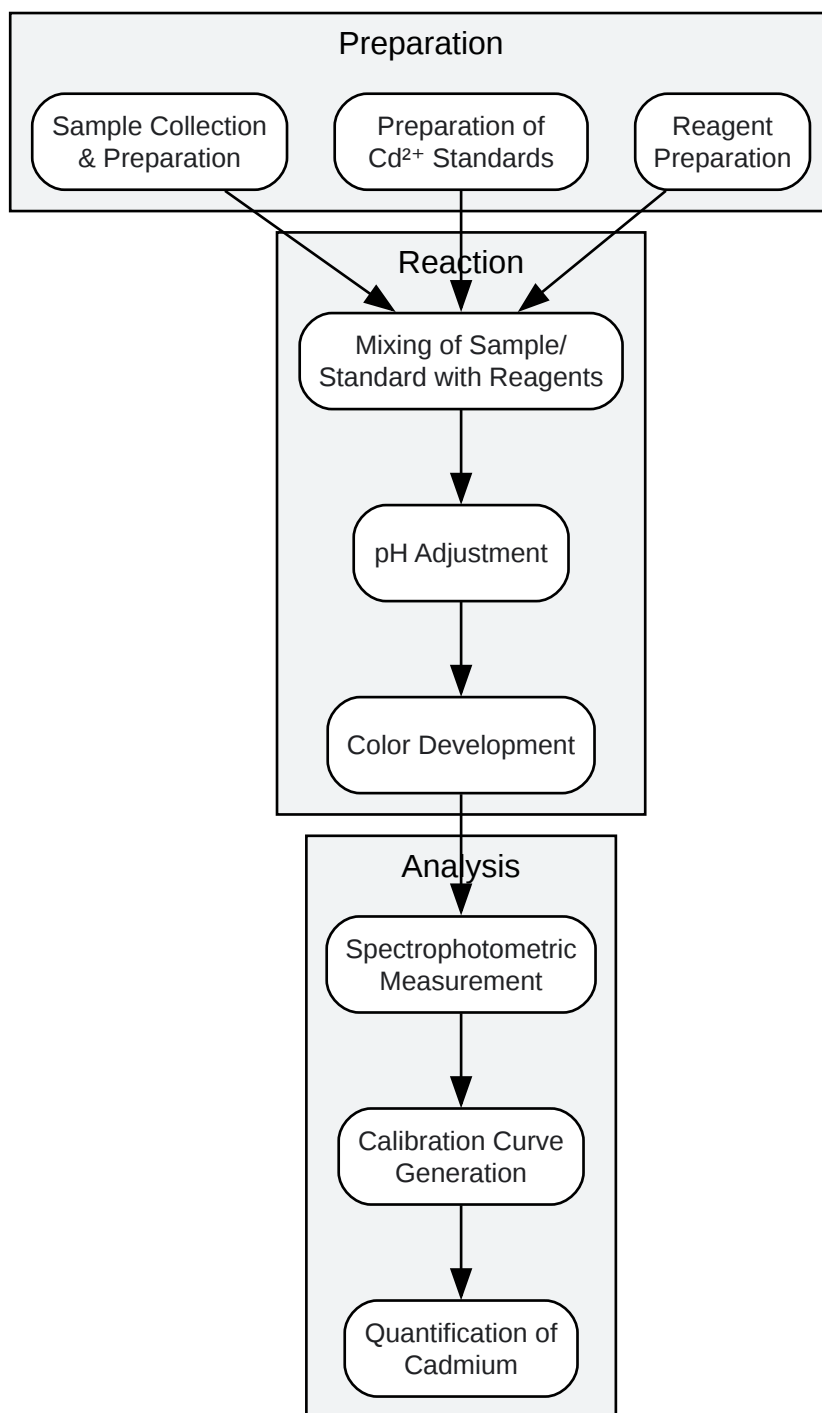 Preparation
Sample Collection
& Preparation
Preparation of
Cd²⁺ Standards
Reagent
Preparation
Reaction
Mixing of Sample/
Standard with Reagents
pH Adjustment
Color Development
Analysis
Spectrophotometric
Measurement
Calibration Curve
Generation
Quantification of
Cadmium